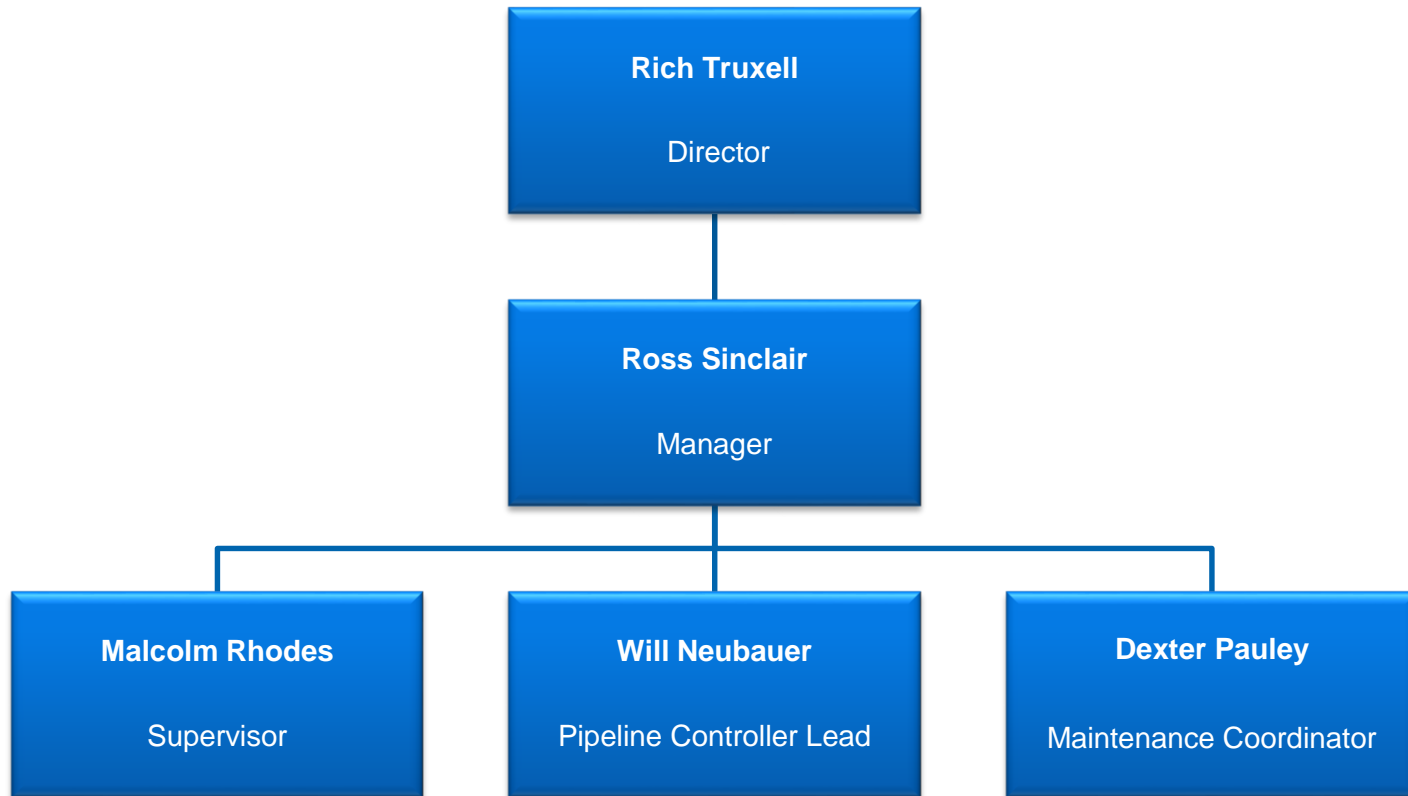 Rich Truxell
Director
Ross Sinclair
Manager
Malcolm Rhodes
Supervisor
Will Neubauer
Pipeline Controller Lead
Dexter Pauley
Maintenance Coordinator